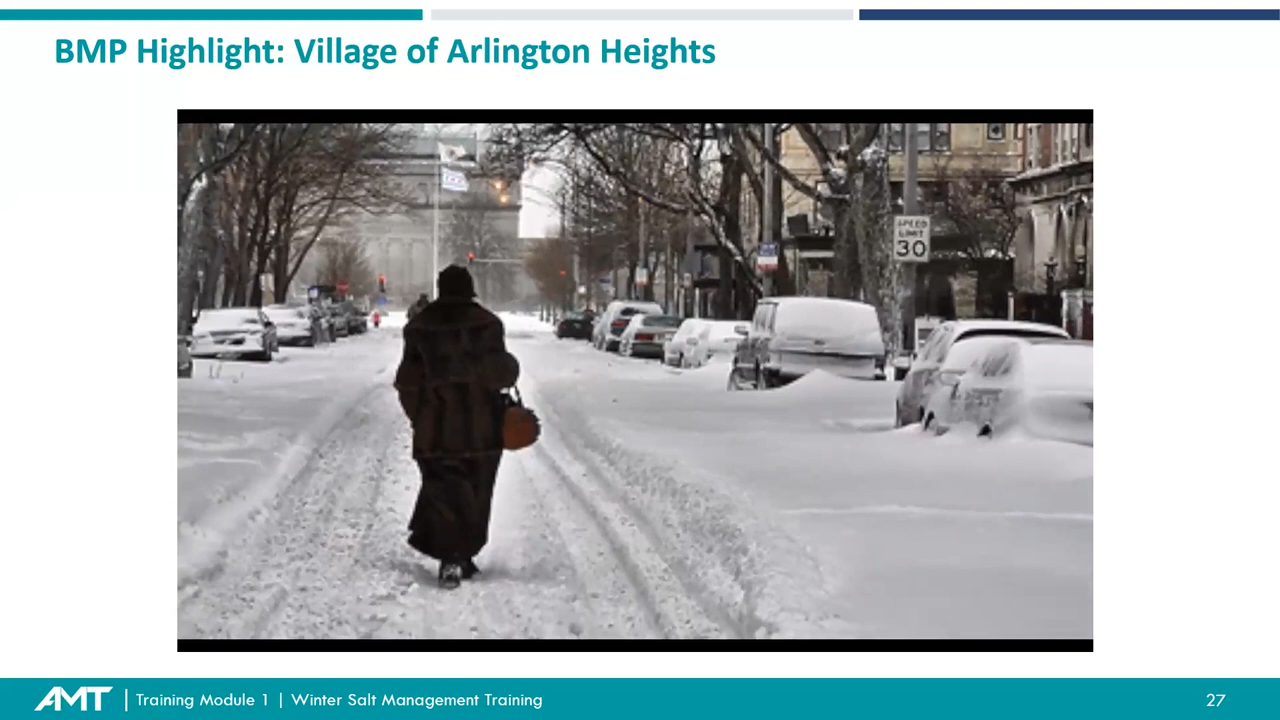 BMP Highlight: Village of Arlington Heights
SPEED
LIMIT
30
AMT
Training Module 1 | Winter Salt Management Training
27